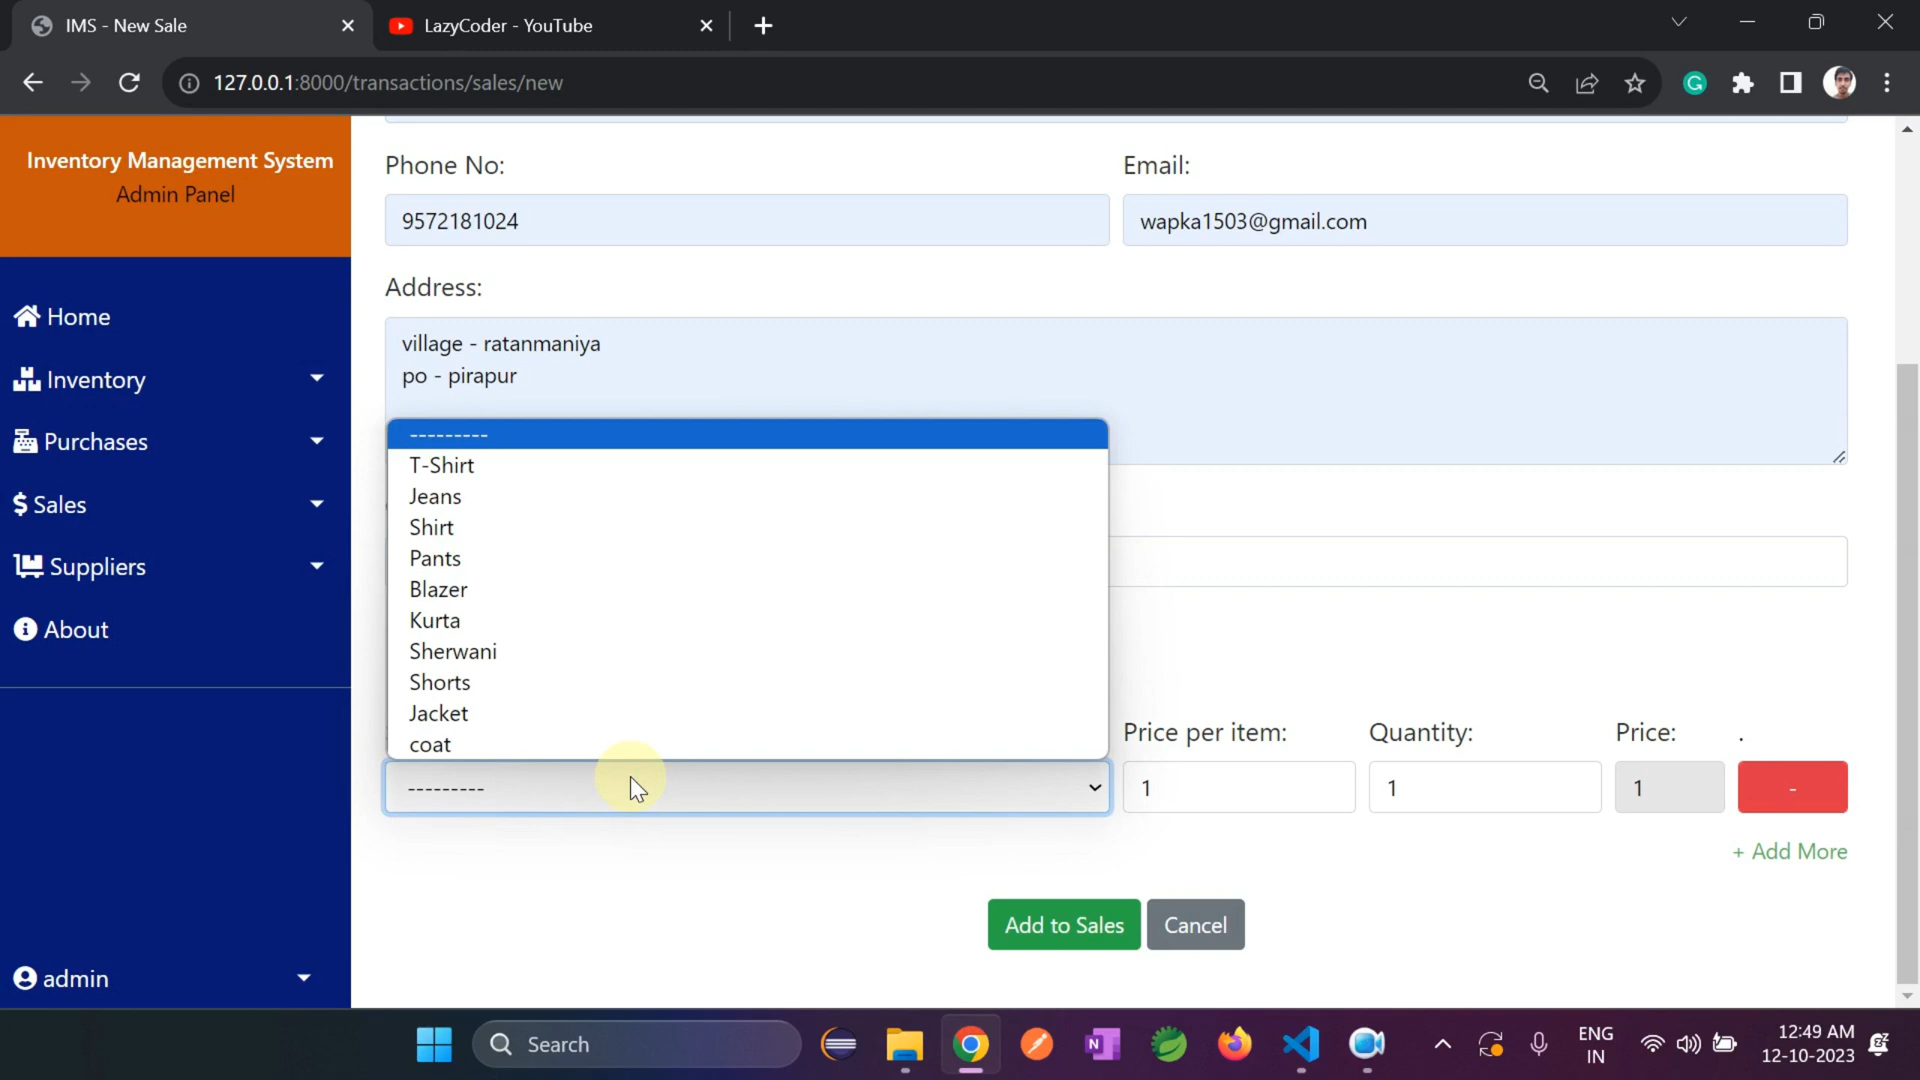 IMS - New Sale
LazyCoder - YouTube
127.0.0.1:8000/transactions/sales/new
G
Inventory Management System
Admin Panel
Home
Inventory
Purchases
$ Sales
Suppliers
About
admin
Phone No:
Email:
9572181024
wapka1503@gmail.com
Address:
village - ratanmaniya
po - pirapur
---------
T-Shirt
Jeans
Shirt
Pants
Blazer
Kurta
Sherwani
Shorts
Jacket
coat
Price per item:
Quantity:
Price:
.
---------
1
1
1
-
+ Add More
Add to Sales
Cancel
Search
N
ENG
IN
12:49 AM
12-10-2023